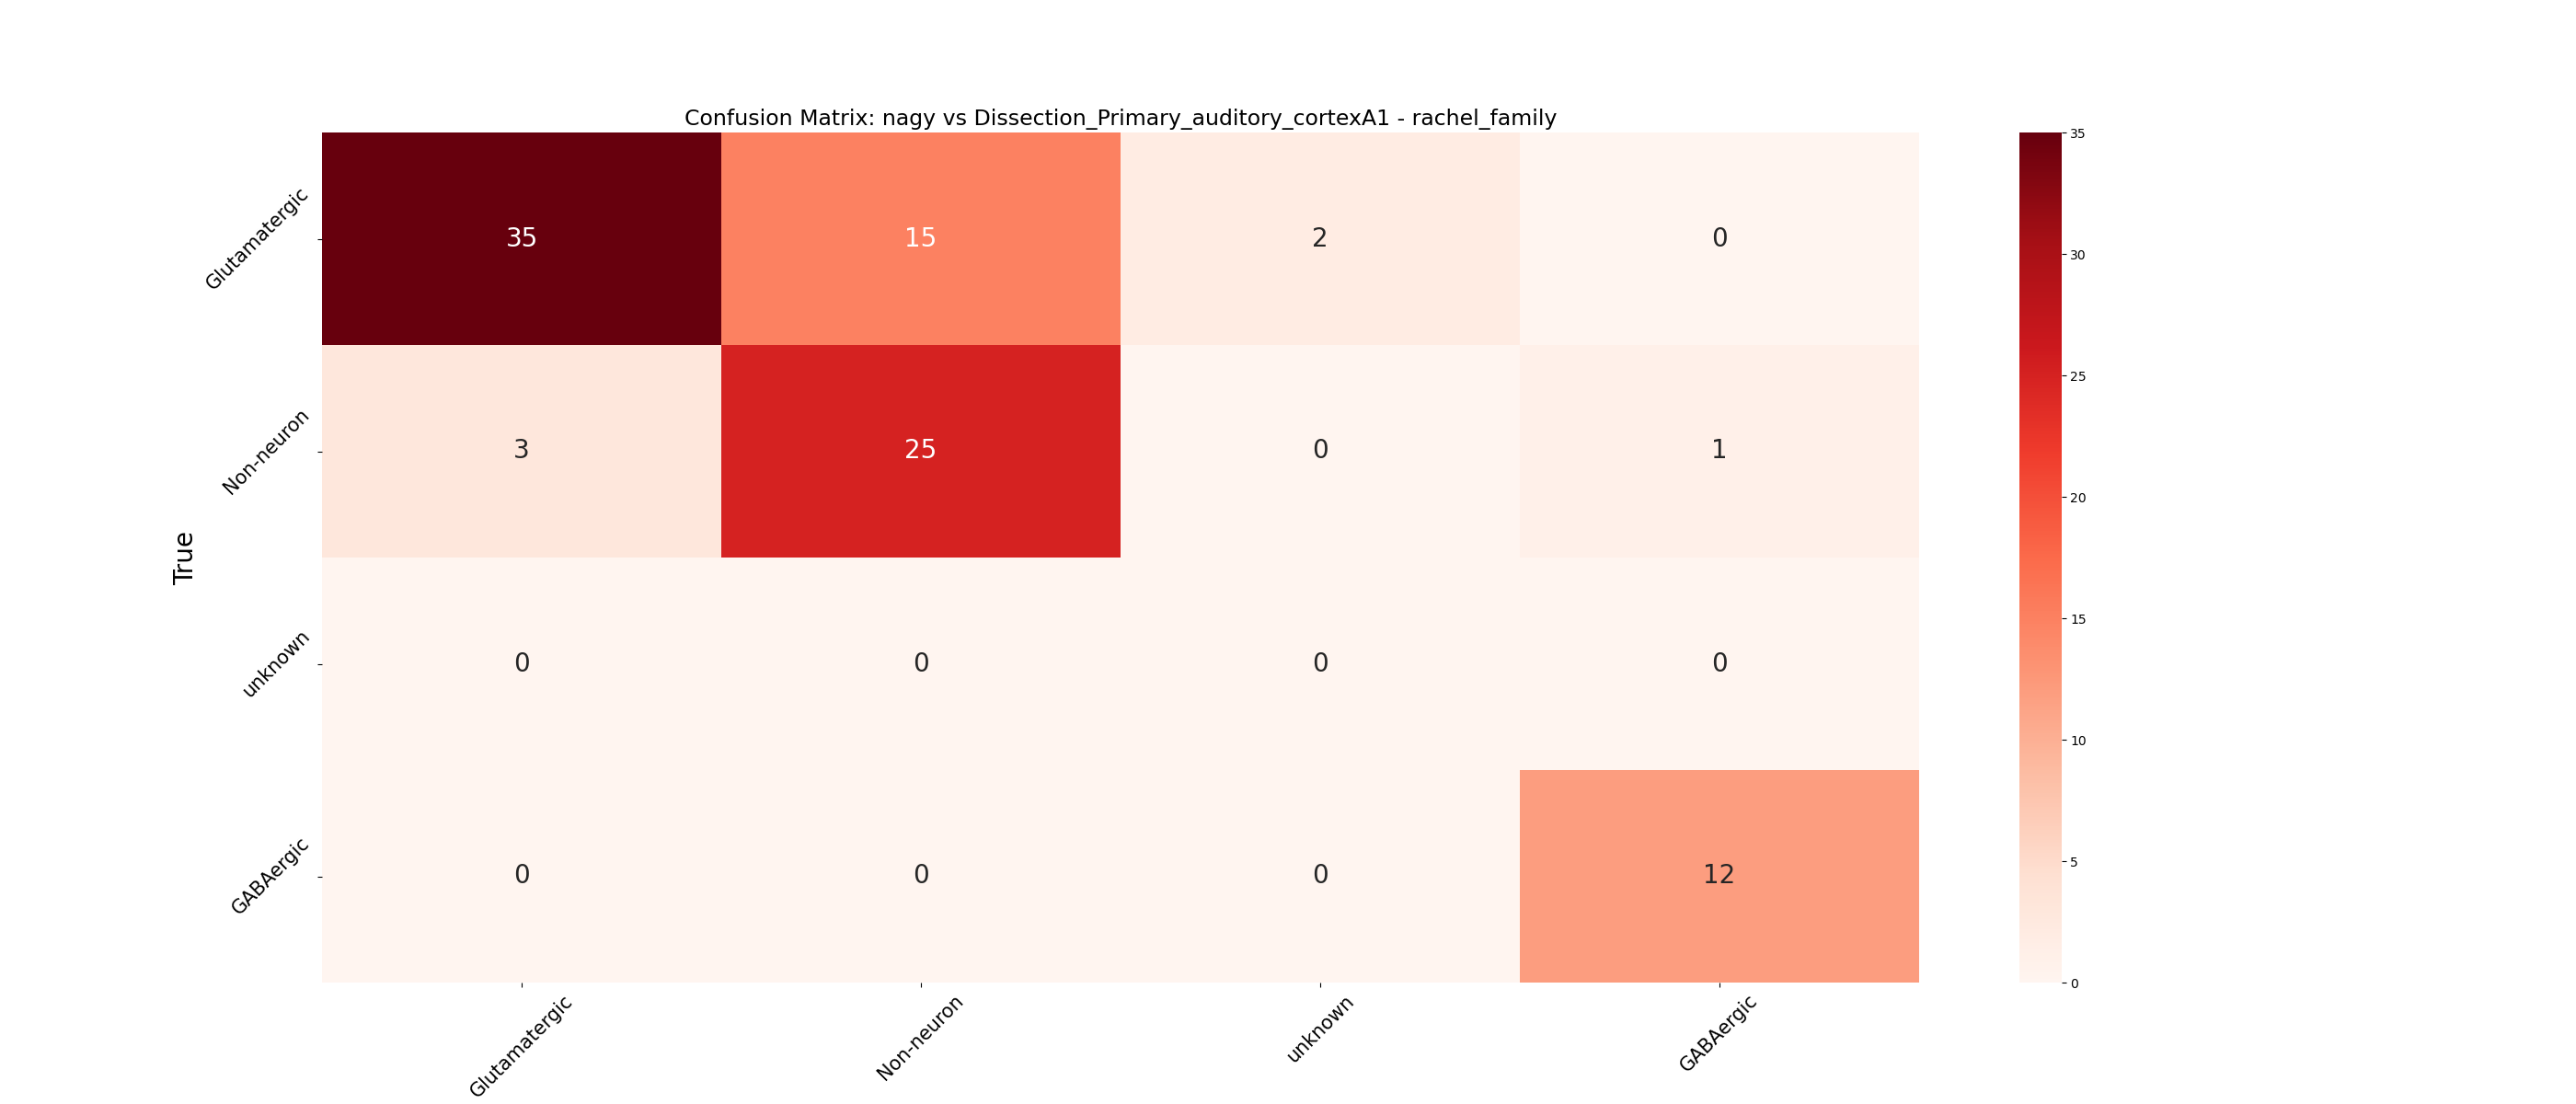 Confusion Matrix: nagy vs Dissection_Primary_auditory_cortexA1 - rachel_family
Glutamatergic
35
15
2
0
Non-neuron
3
25
0
1
unknown
0
0
0
0
GABAergic
0
0
0
12
True
Glutamatergic
Non-neuron
unknown
GABAergic
35
30
25
20
15
10
5
0